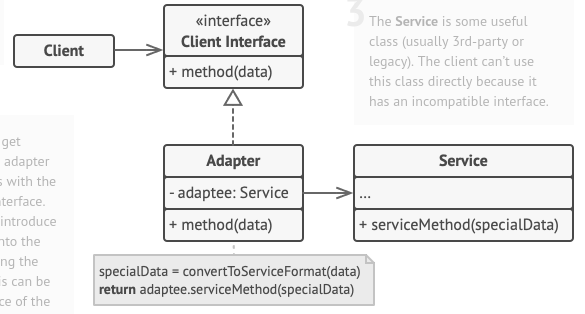 «interface»
Client Interface
Client
+ method(data)
3
The Service is some useful
class (usually 3rd-party or
legacy). The client can't use
this class directly because it
has an incompatible interface.
get
adapter
s with the
terface.
introduce
nto the
ng the
is can be
ce of the
Adapter
- adaptee: Service
+ method(data)
Service
...
+ serviceMethod(specialData)
specialData = convertToServiceFormat(data)
return adaptee.serviceMethod(specialData)